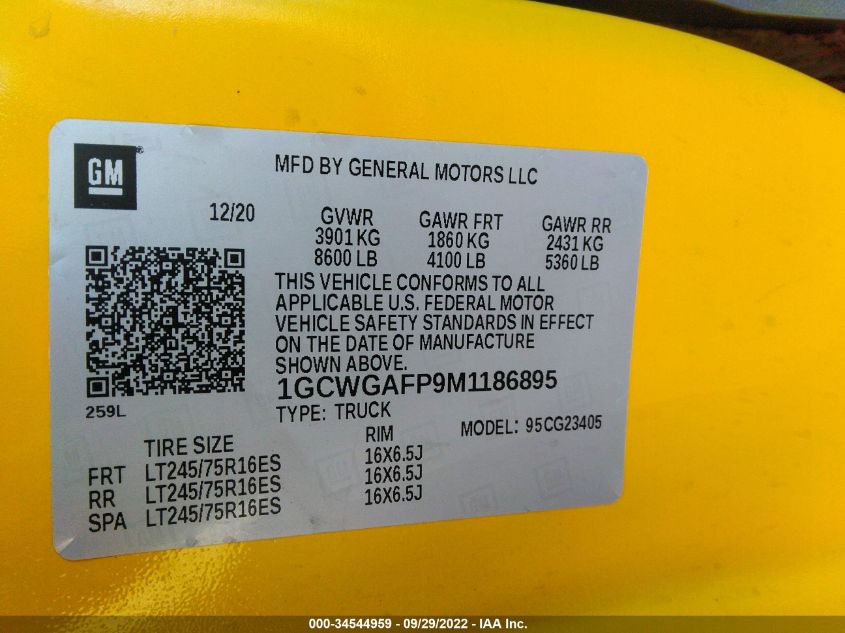 GM
MFD BY GENERAL MOTORS LLC
12/20
GVWR GAWR FRT GAWR RR
3901 KG 1860 KG 2431 KG
8600 LB 4100 LB 5360 LB
THIS VEHICLE CONFORMS TO ALL
APPLICABLE U.S. FEDERAL MOTOR
VEHICLE SAFETY STANDARDS IN EFFECT
ON THE DATE OF MANUFACTURE
SHOWN ABOVE.
259L
1GCWGAFP9M1186895
TYPE: TRUCK
MODEL: 95CG23405
TIRE SIZE RIM
FRT LT245/75R16ES 16X6.5J
RR LT245/75R16ES 16X6.5J
SPA LT245/75R16ES 16X6.5J
000-34544959 - 09/29/2022 - IAA Inc.